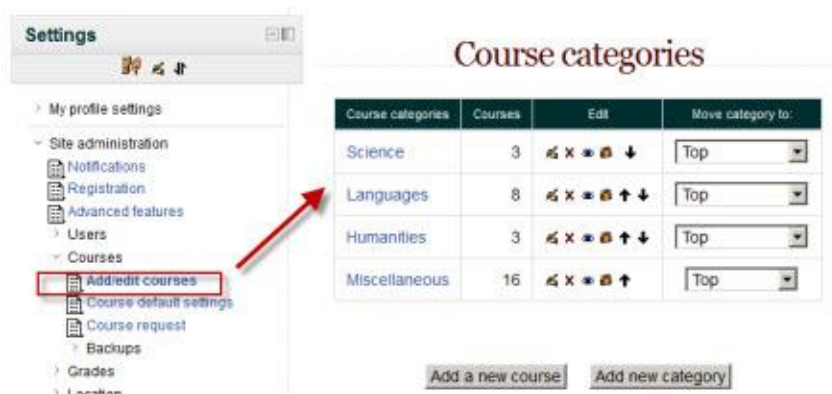 Settings
My profile settings
Site administration
Notifications
Registration
Advanced features
Users
Courses
Add/edit courses
Course default settings
Course request
Backups
Grades
Location
Course categories
Course categories Courses Edit Move category to:
Science 3 Top
Languages 8 Top
Humanities 3 Top
Miscellaneous 16 Top
Add a new course Add new category